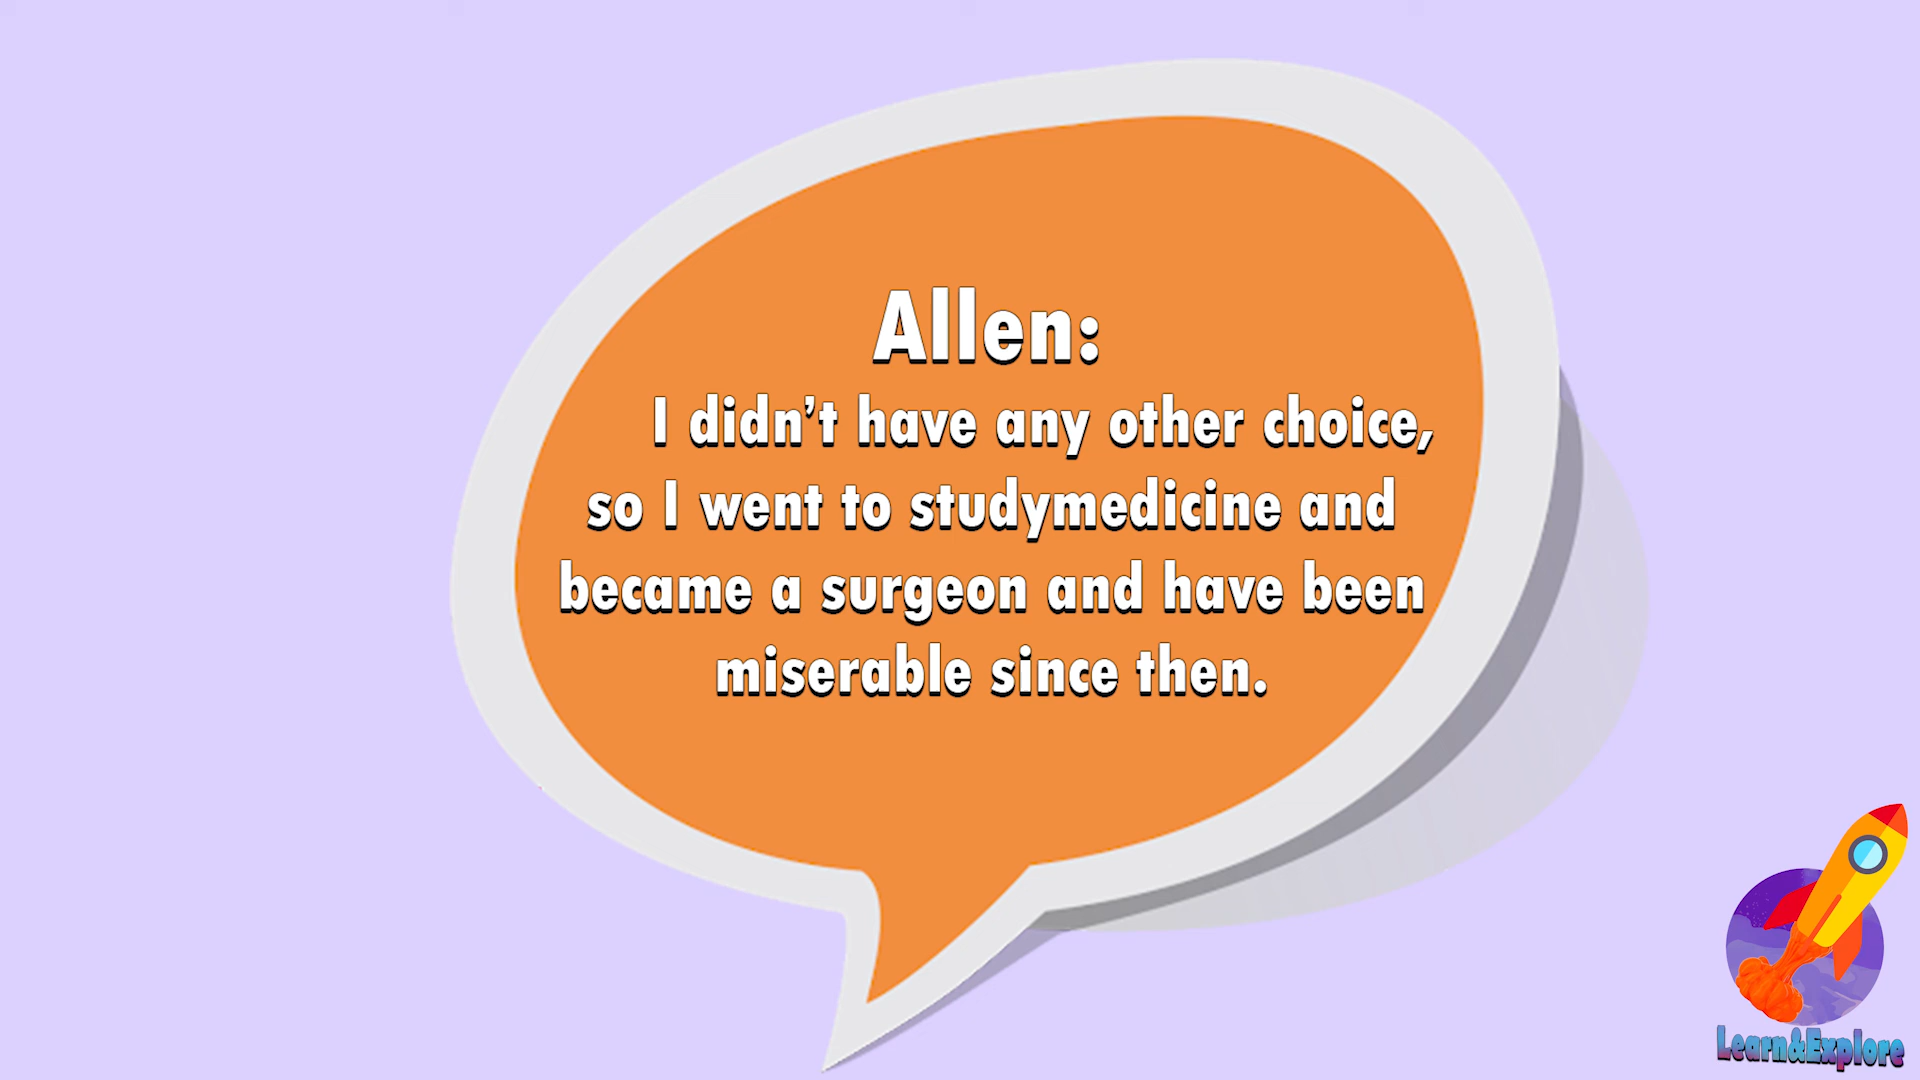 Allen:
I didn’t have any other choice,
so I went to studymedicine and
became a surgeon and have been
miserable since then.
Learn&Explore